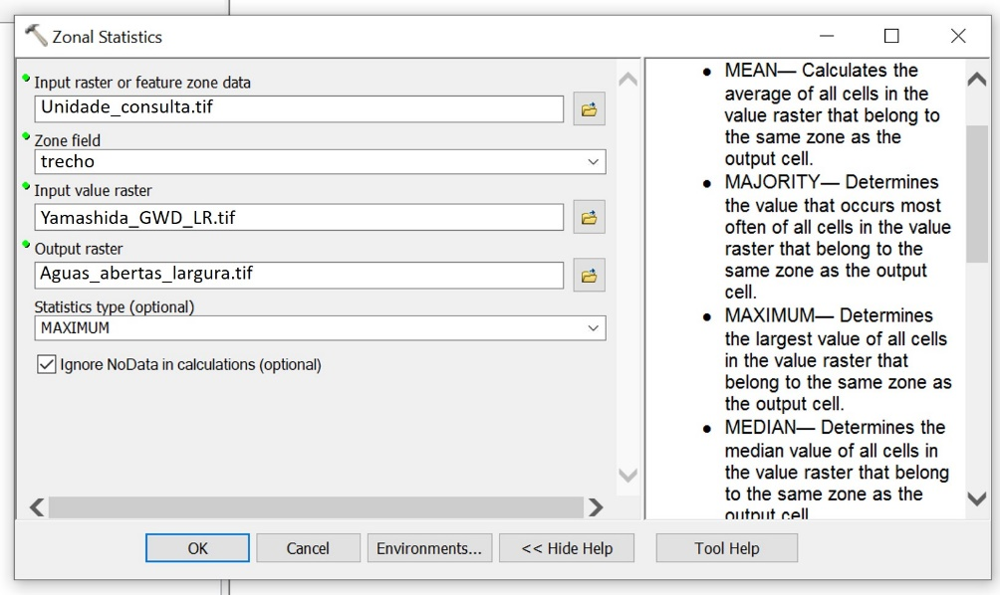 Zonal Statistics
Input raster or feature zone data
Unidade_consulta.tif
Zone field
trecho
Input value raster
Yamashida_GWD_LR.tif
Output raster
Aguas_abertas_largura.tif
Statistics type (optional)
MAXIMUM
Ignore NoData in calculations (optional)
• MEAN— Calculates the
average of all cells in the
value raster that belong to
the same zone as the
output cell.
• MAJORITY— Determines
the value that occurs most
often of all cells in the value
raster that belong to the
same zone as the output
cell.
• MAXIMUM— Determines
the largest value of all cells
in the value raster that
belong to the same zone as
the output cell.
• MEDIAN— Determines the
median value of all cells in
the value raster that belong
to the same zone as the
output cell
OK
Cancel
Environments...
<< Hide Help
Tool Help